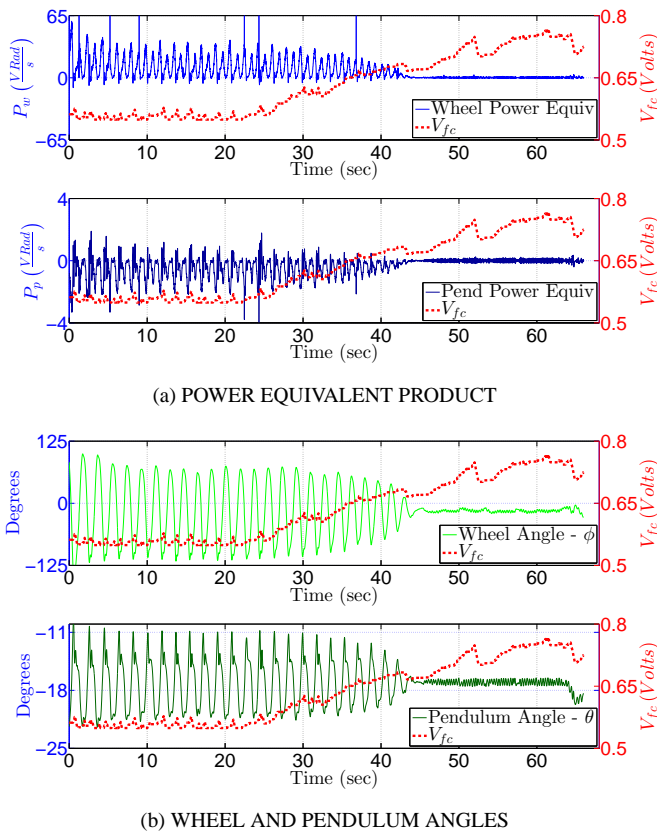 65
0
−65
P_w (VRad/s)
0.8
0.65
0.5
V_fc (Volts)
Wheel Power Equiv
V_fc
0 10 20 30 40 50 60
Time (sec)
4
0
−4
P_p (VRad/s)
0.8
0.65
0.5
V_fc (Volts)
Pend Power Equiv
V_fc
0 10 20 30 40 50 60
Time (sec)
(a) POWER EQUIVALENT PRODUCT
125
0
−125
Degrees
0.8
0.65
0.5
V_fc (Volts)
Wheel Angle - ϕ
V_fc
0 10 20 30 40 50 60
Time (sec)
−11
−18
−25
Degrees
0.8
0.65
0.5
V_fc (Volts)
Pendulum Angle - θ
V_fc
0 10 20 30 40 50 60
Time (sec)
(b) WHEEL AND PENDULUM ANGLES